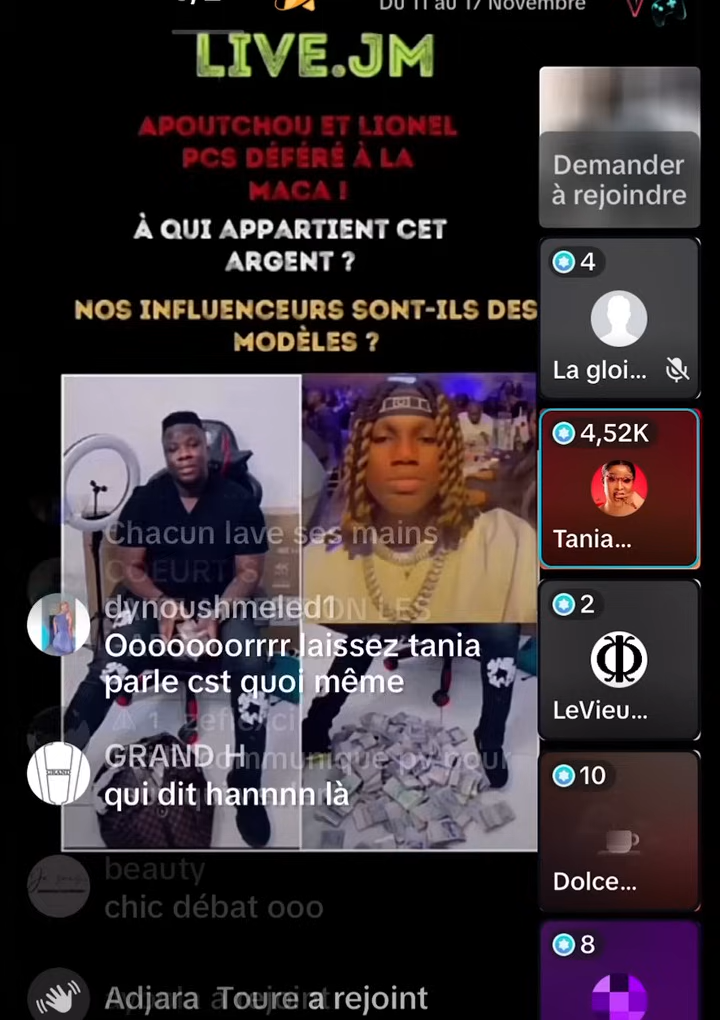 Du 11 au 17 Novembre
LIVE.JM
APOUTCHOU ET LIONEL
PCS DÉFÉRÉ À LA
MACA !
À QUI APPARTIENT CET
ARGENT ?
NOS INFLUENCEURS SONT-ILS DES
MODÈLES ?
Demander
à rejoindre
4
La gloi...
4,52K
Tania...
2
LeVieu...
10
Dolce...
8
Chacun lave ses mains
dynoushmeled1
Ooooooorrrr laissez tania
parle cst quoi même
GRAND H
qui dit hannnn là
beauty
chic débat ooo
Adjara Toure a rejoint